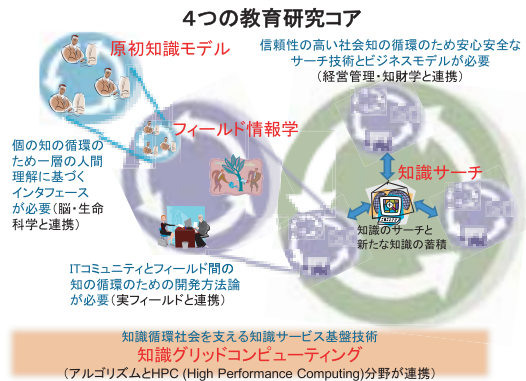 4つの教育研究コア
原初知識モデル
信頼性の高い社会知の循環のため安心安全な
サーチ技術とビジネスモデルが必要
(経営管理・知財学と連携)
フィールド情報学
個の知の循環の
ため一層の人間
理解に基づく
インタフェース
が必要(脳・生命
科学と連携)
知識サーチ
知識のサーチと
新たな知識の蓄積
ITコミュニティとフィールド間の
知の循環のための開発方法論
が必要(実フィールドと連携)
知識循環社会を支える知識サービス基盤技術
知識グリッドコンピューティング
(アルゴリズムとHPC (High Performance Computing)分野が連携)